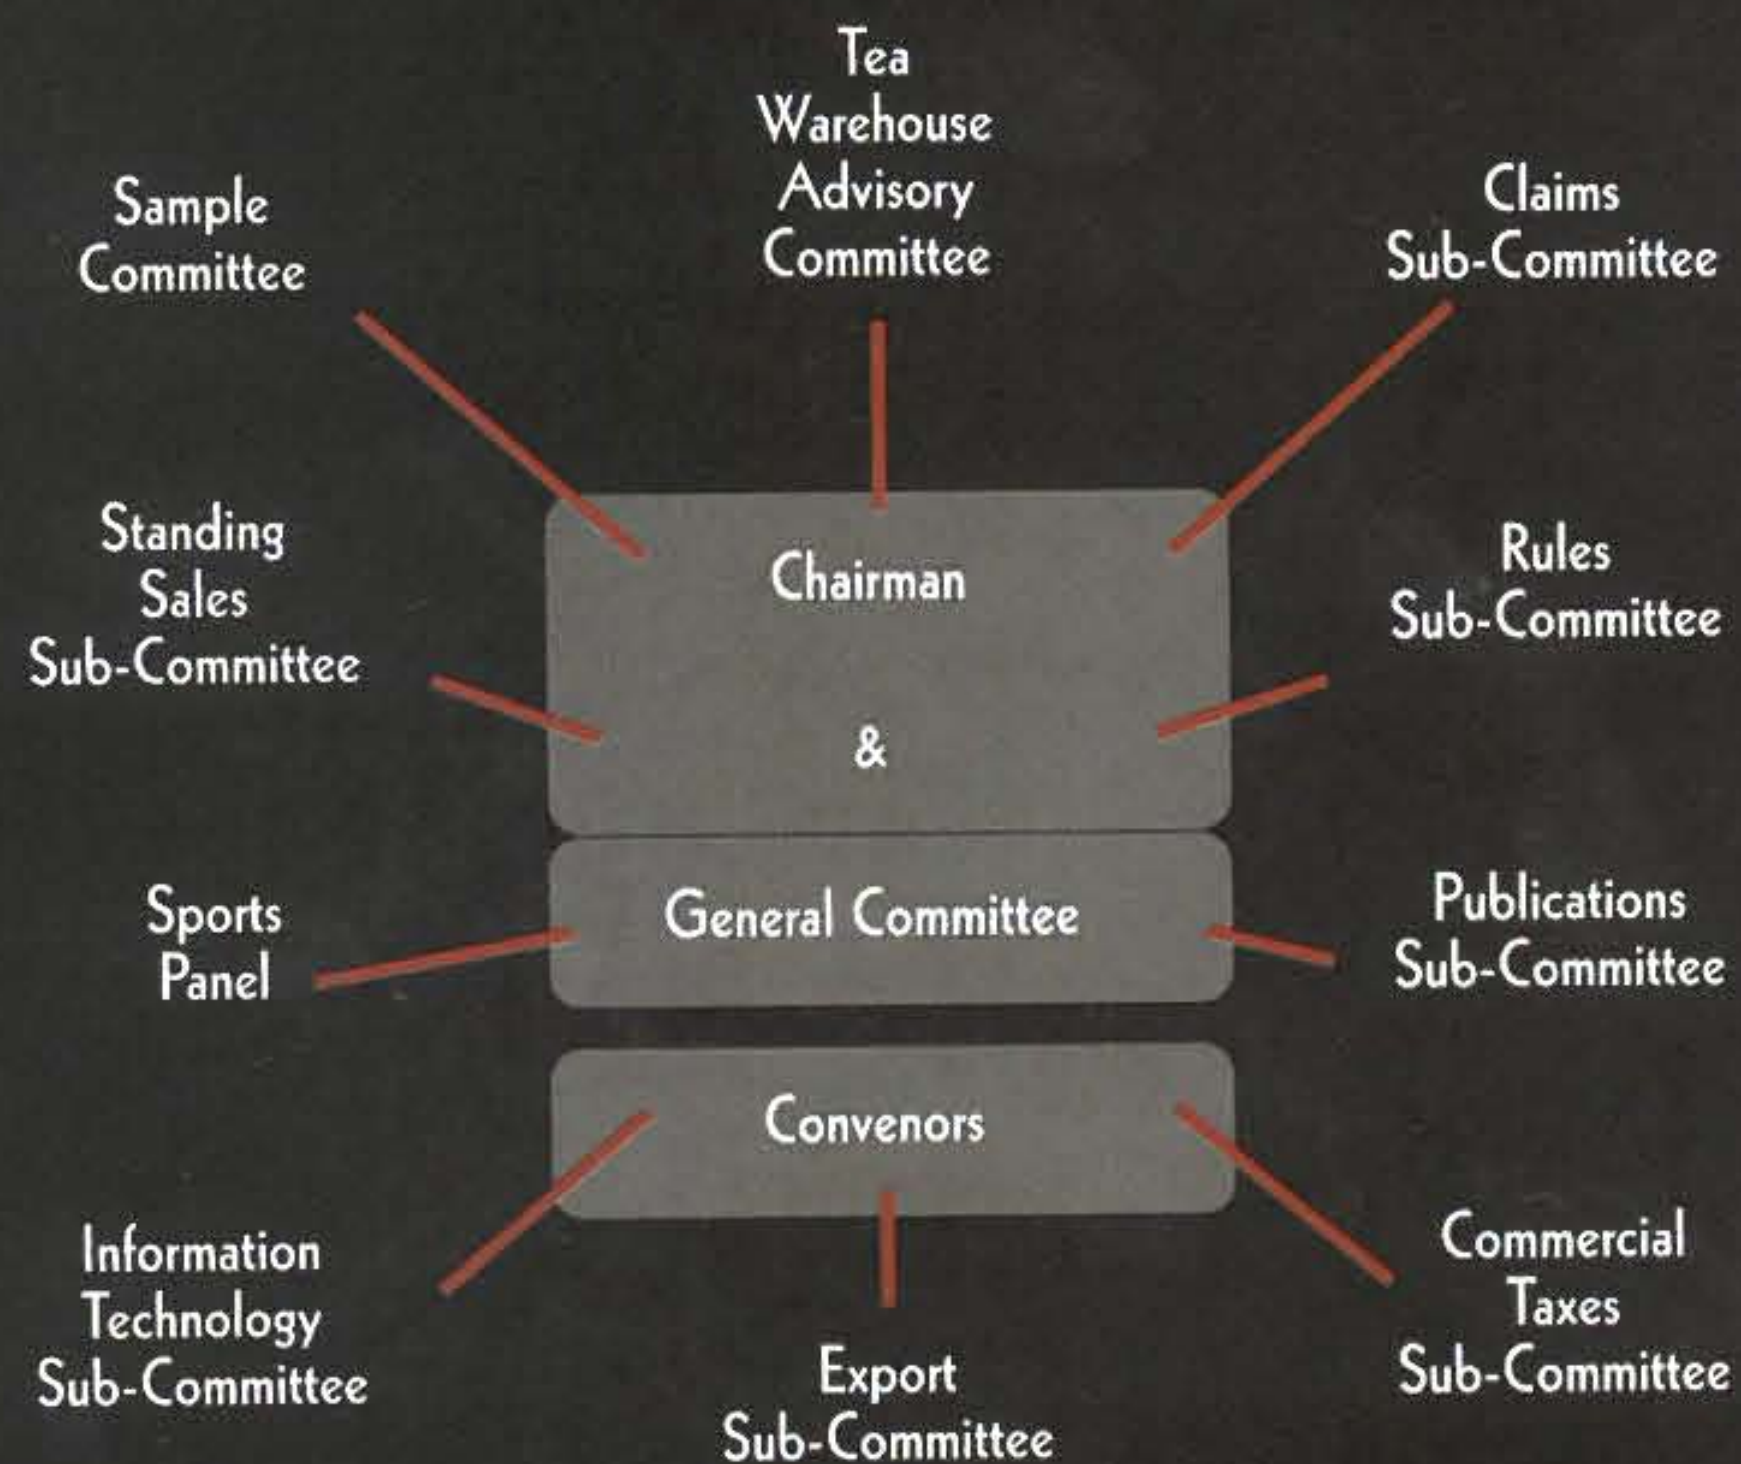 Tea
Warehouse
Advisory
Committee
Sample
Committee
Claims
Sub-Committee
Standing
Sales
Sub-Committee
Chairman
&
Rules
Sub-Committee
Sports
Panel
General Committee
Publications
Sub-Committee
Convenors
Information
Technology
Sub-Committee
Export
Sub-Committee
Commercial
Taxes
Sub-Committee